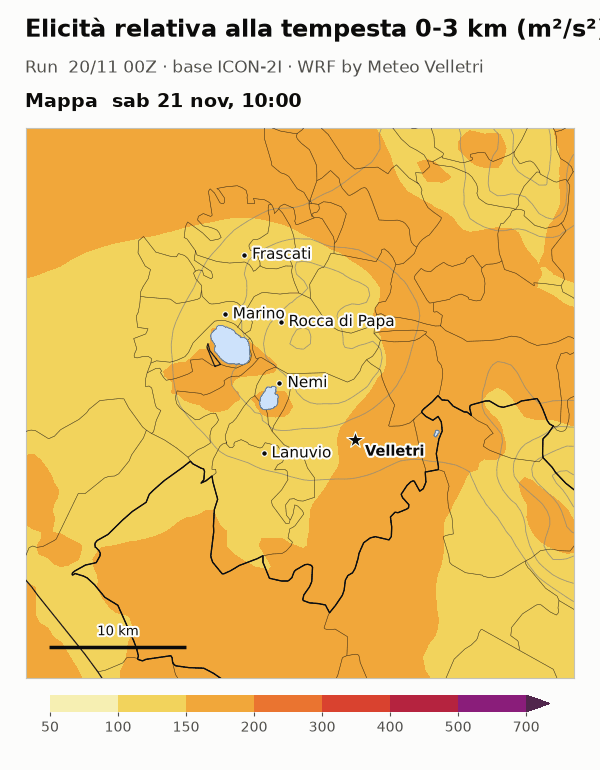 Elicità relativa alla tempesta 0-3 km (m²/s²)
Run 20/11 00Z · base ICON-2I · WRF by Meteo Velletri
Mappa sab 21 nov, 10:00
Frascati
Marino
Rocca di Papa
Nemi
Velletri
Lanuvio
10 km
50 100 150 200 300 400 500 700